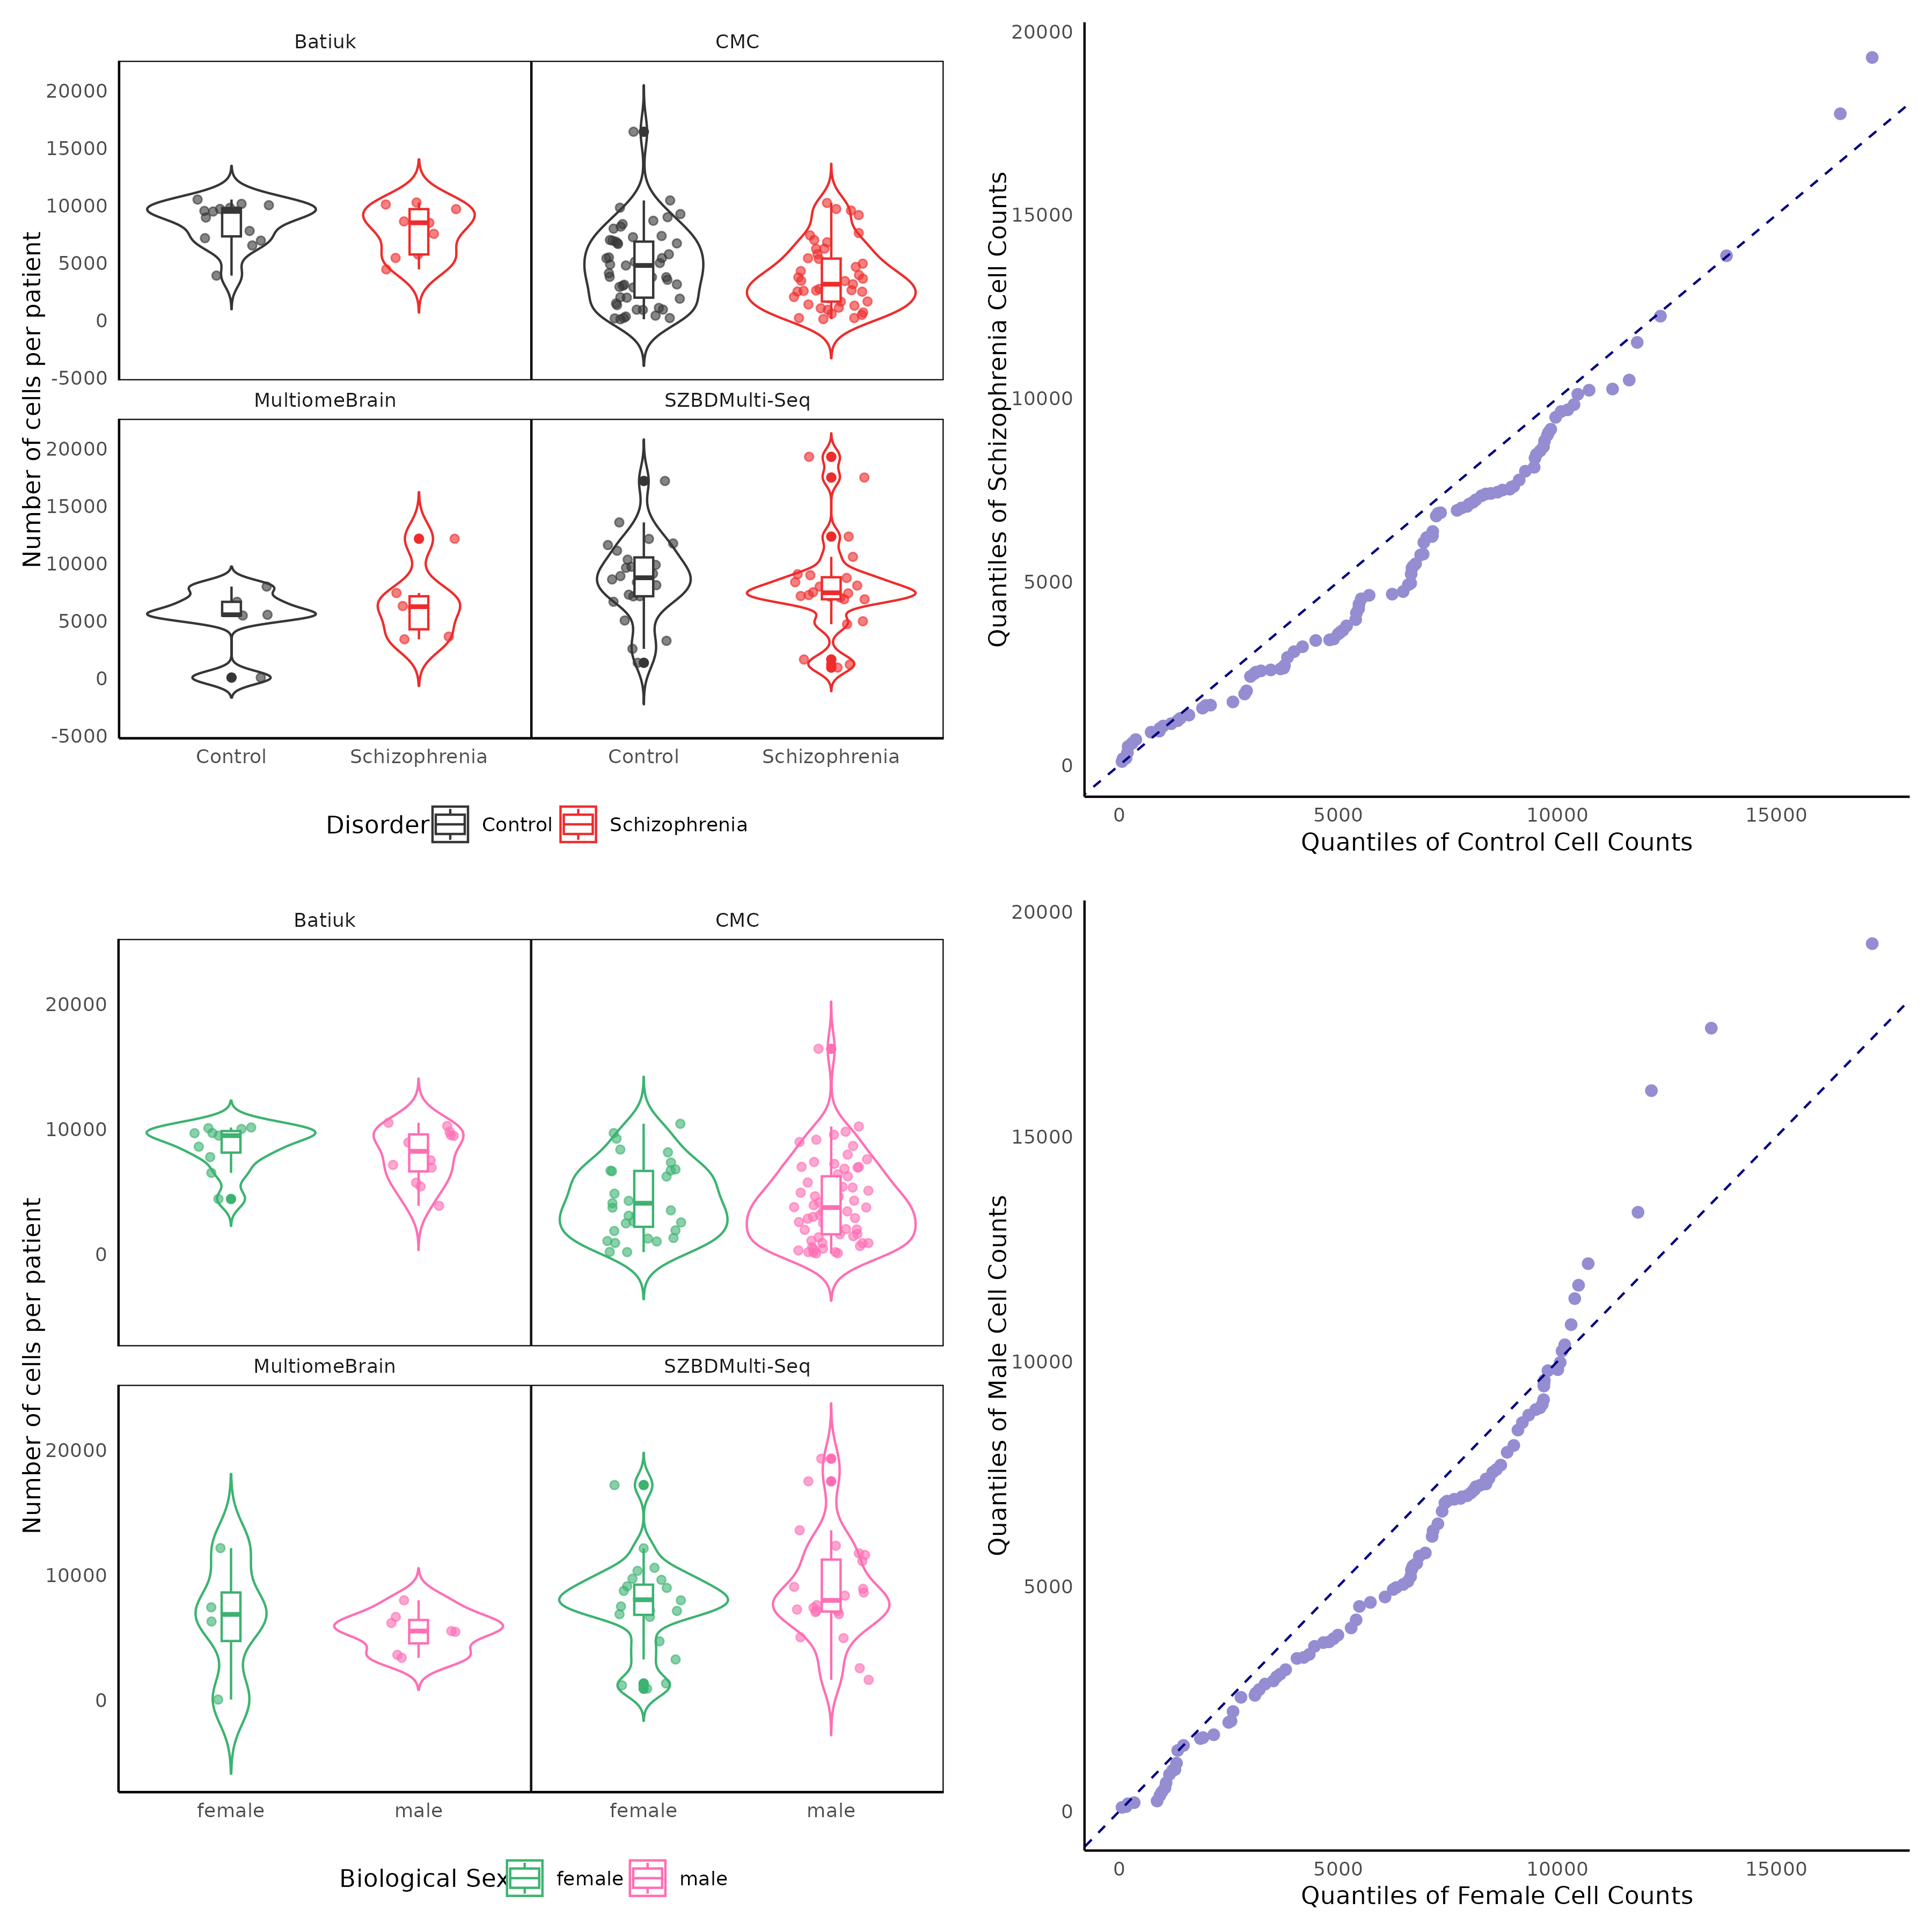 Batiuk
CMC
20000
15000
10000
5000
0
-5000
MultiomeBrain
SZBDMulti-Seq
20000
15000
10000
5000
0
-5000
Number of cells per patient
Control
Schizophrenia
Control
Schizophrenia
Disorder
Control
Schizophrenia
20000
15000
10000
5000
0
Quantiles of Schizophrenia Cell Counts
0
5000
10000
15000
Quantiles of Control Cell Counts
Batiuk
CMC
20000
10000
0
MultiomeBrain
SZBDMulti-Seq
20000
10000
0
Number of cells per patient
female
male
female
male
Biological Sex
female
male
20000
15000
10000
5000
0
Quantiles of Male Cell Counts
0
5000
10000
15000
Quantiles of Female Cell Counts